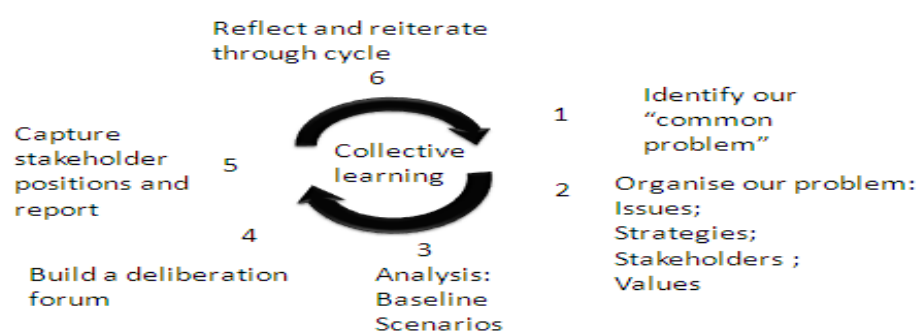 Reflect and reiterate
through cycle
6
1
Identify our
“common
problem”
2
Organise our problem:
Issues;
Strategies;
Stakeholders ;
Values
3
Analysis:
Baseline
Scenarios
4
Build a deliberation
forum
5
Capture
stakeholder
positions and
report
Collective
learning